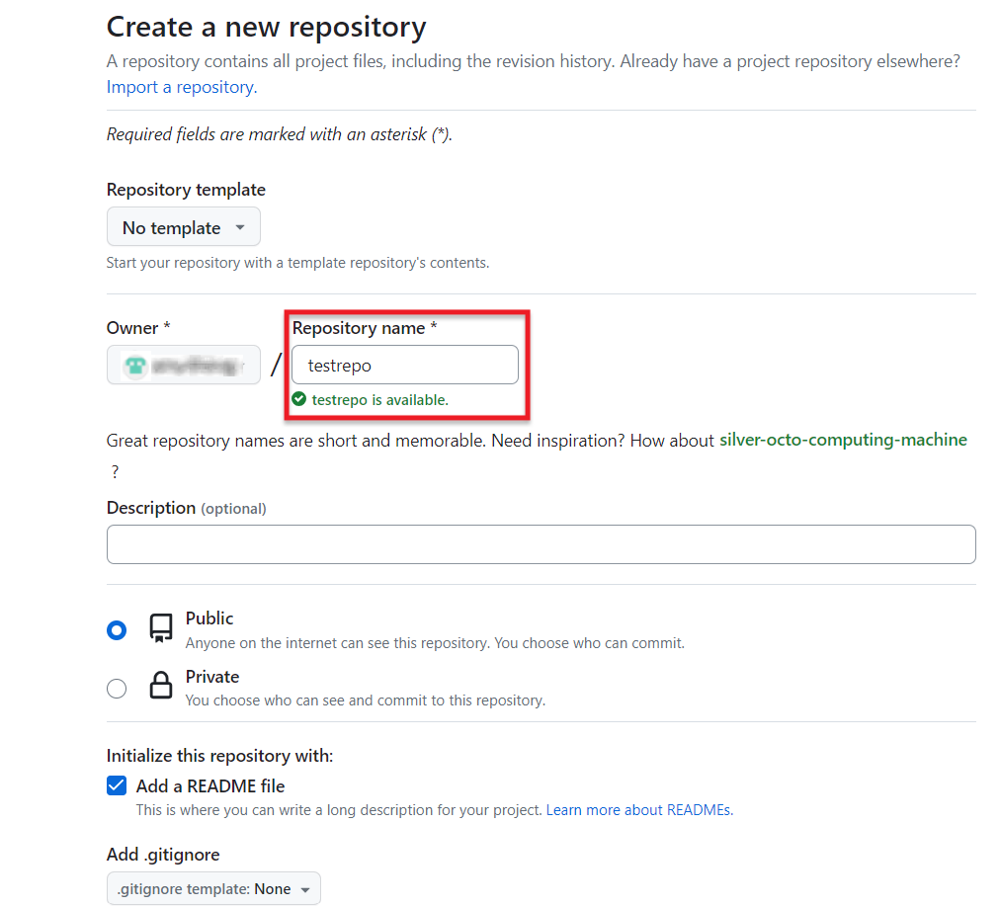 Create a new repository
A repository contains all project files, including the revision history. Already have a project repository elsewhere?
Import a repository.
Required fields are marked with an asterisk (*).
Repository template
No template
Start your repository with a template repository's contents.
Owner *
Repository name *
/
testrepo
testrepo is available.
Great repository names are short and memorable. Need inspiration? How about silver-octo-computing-machine
?
Description (optional)
Public
Anyone on the internet can see this repository. You choose who can commit.
Private
You choose who can see and commit to this repository.
Initialize this repository with:
Add a README file
This is where you can write a long description for your project. Learn more about READMEs.
Add .gitignore
.gitignore template: None